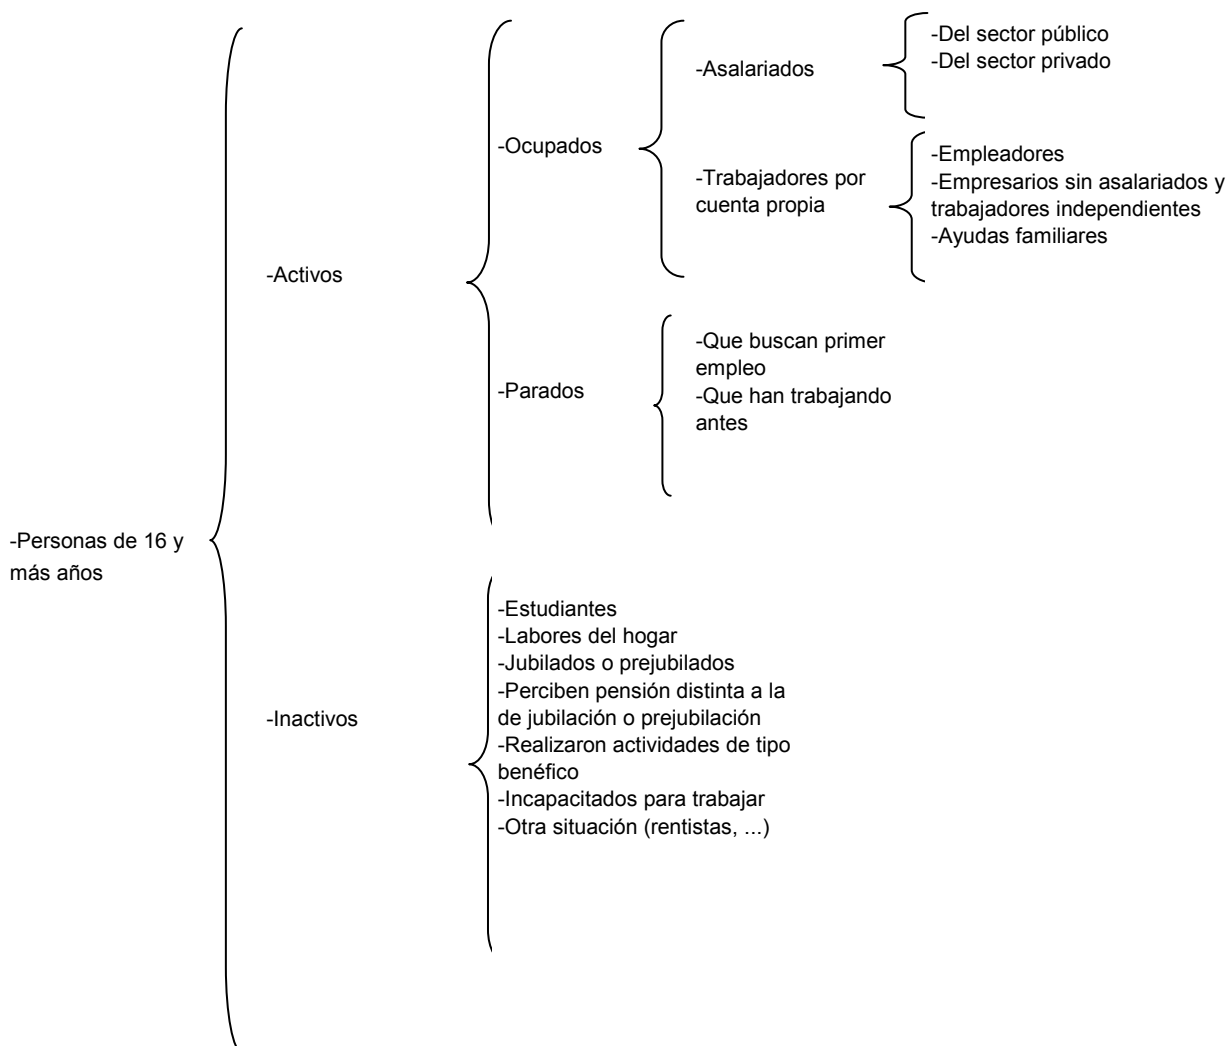 -Personas de 16 y
más años
-Activos
-Ocupados
-Asalariados
-Del sector público
-Del sector privado
-Trabajadores por
cuenta propia
-Empleadores
-Empresarios sin asalariados y
trabajadores independientes
-Ayudas familiares
-Parados
-Que buscan primer
empleo
-Que han trabajando
antes
-Inactivos
-Estudiantes
-Labores del hogar
-Jubilados o prejubilados
-Perciben pensión distinta a la
de jubilación o prejubilación
-Realizaron actividades de tipo
benéfico
-Incapacitados para trabajar
-Otra situación (rentistas, ...)